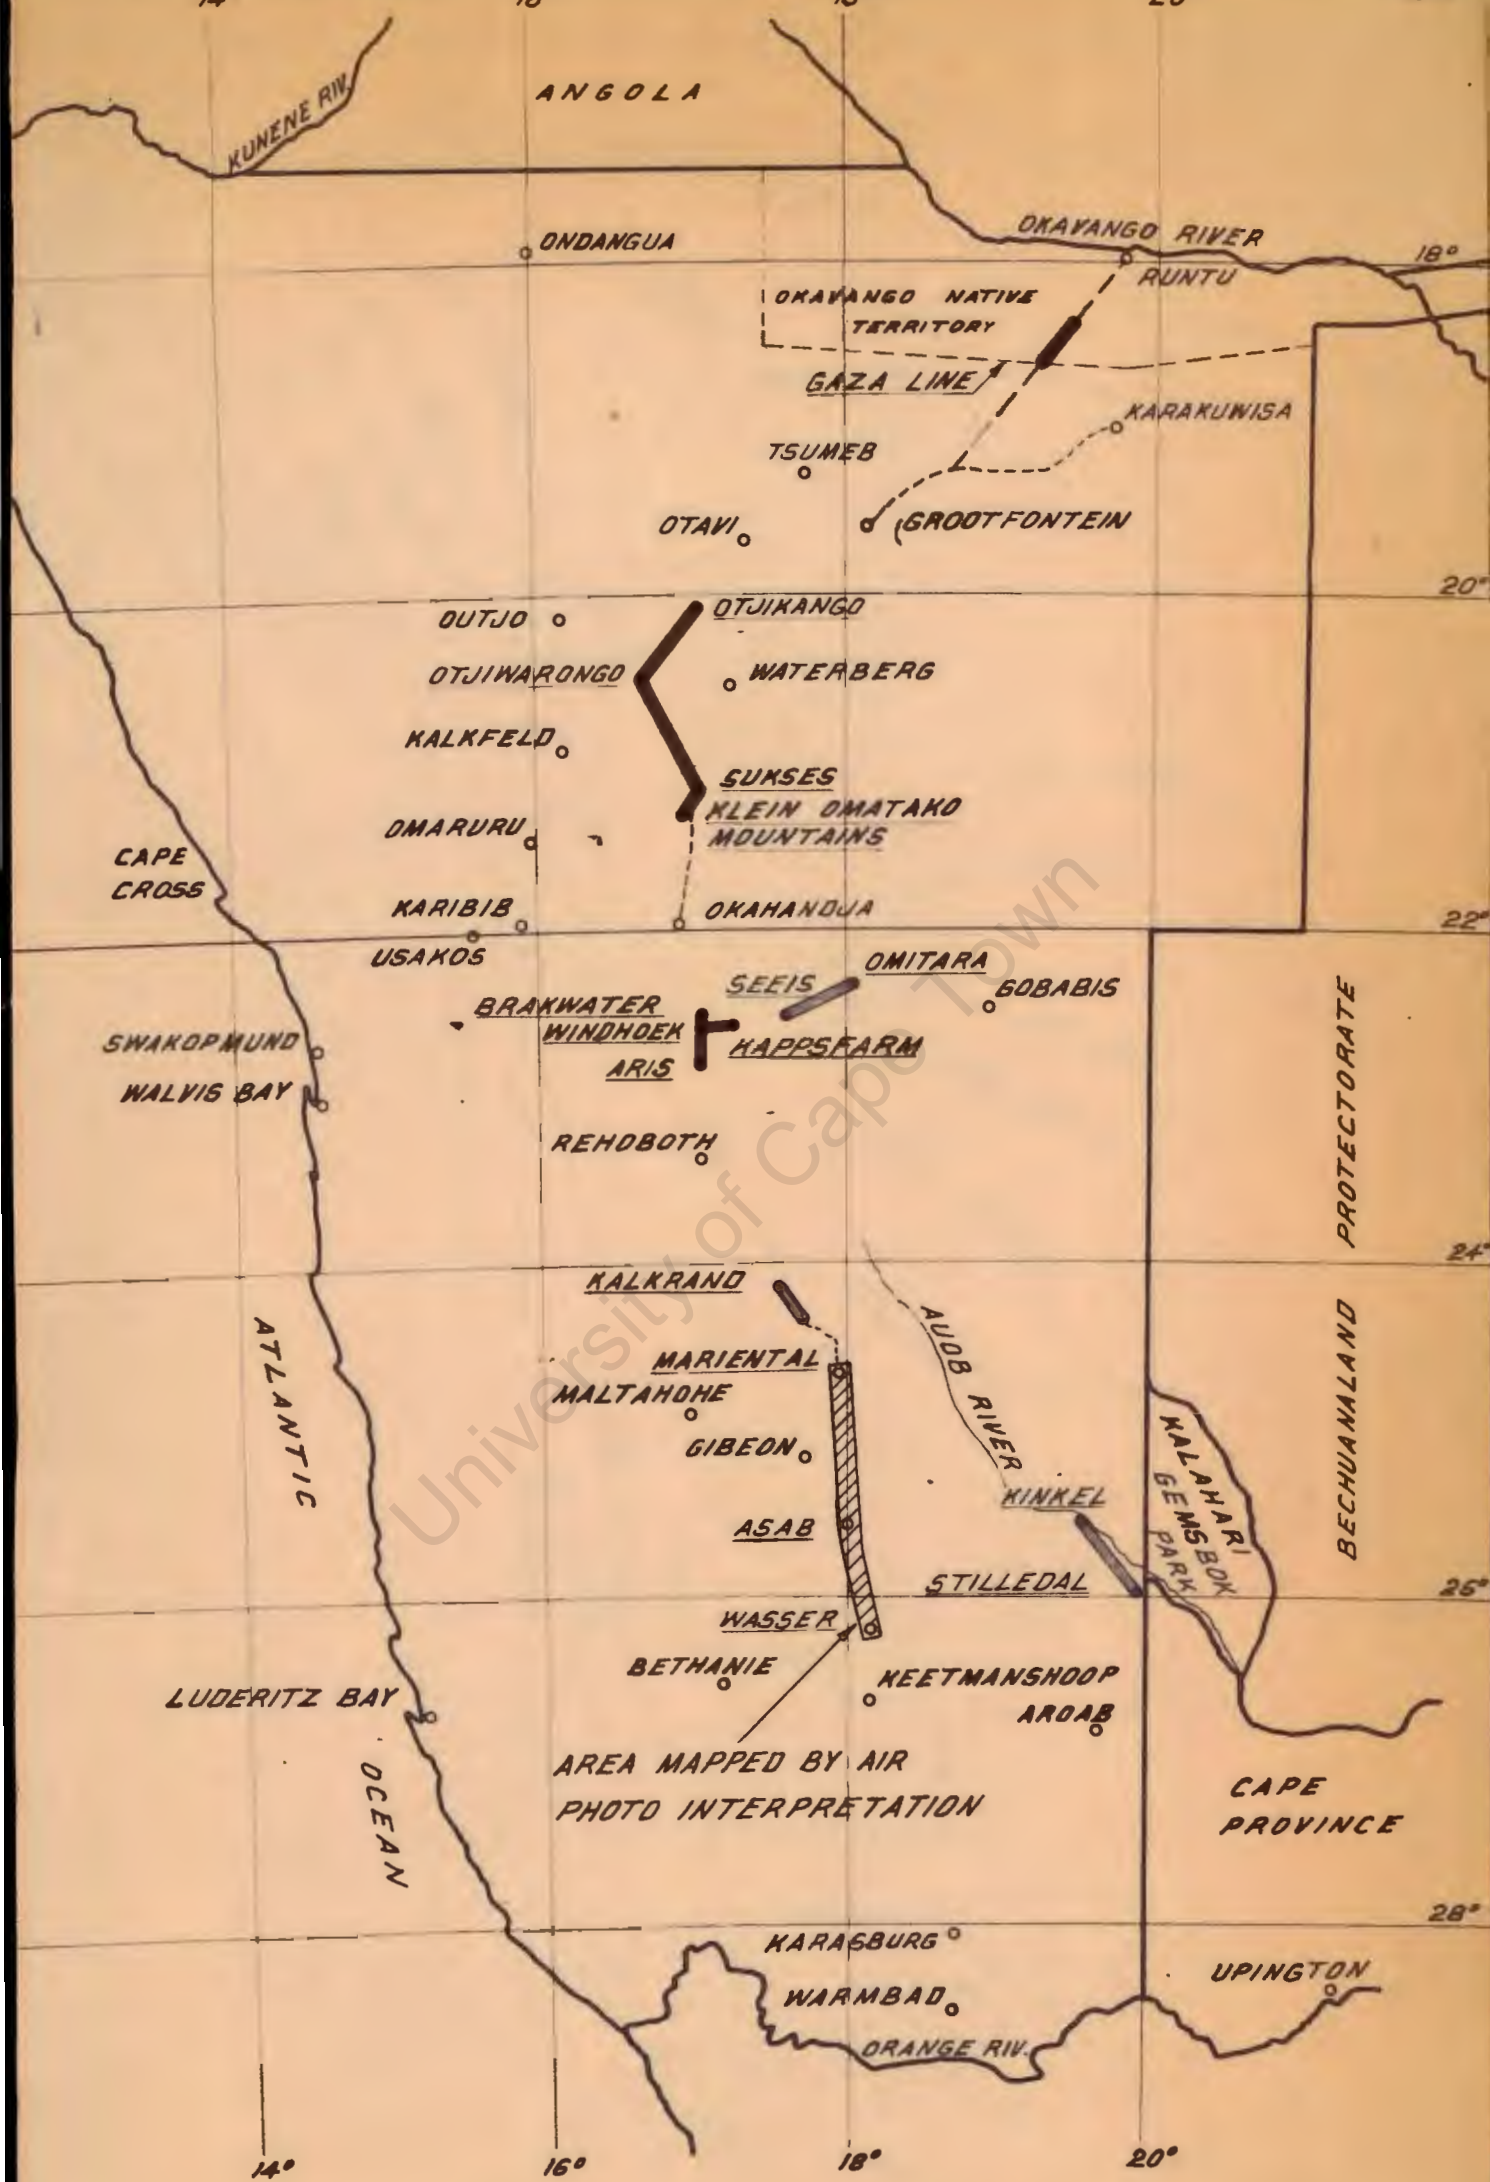 ANGOLA
KUNENE RIV.
ONDANGUA
OKAVANGO RIVER
18°
RUNTU
OKAVANGO NATIVE
TERRITORY
GAZA LINE
KARAKUWISA
TSUMEB
OTAVI
GROOTFONTEIN
20°
OUTJO
OTJIKANGO
OTJIWARONGO
WATERBERG
KALKFELD
SUKSES
KLEIN OMATAKO
MOUNTAINS
OMARURU
CAPE
CROSS
KARIBIB
OKAHANDJA
22°
USAKOS
OMITARA
SEEIS
GOBABIS
BRAKWATER
WINDHOEK
SWAKOPMUND
KAPPSFARM
ARIS
WALVIS BAY
REHOBOTH
BECHUANALAND PROTECTORATE
24°
KALKRAND
AUOB RIVER
ATLANTIC
MARIENTAL
MALTAHOHE
GIBEON
KALAHARI
GEMSBOK
PARK
KINKEL
ASAB
STILLEDAL
26°
WASSER
BETHANIE
KEETMANSHOOP
LUDERITZ BAY
AROAB
AREA MAPPED BY AIR
PHOTO INTERPRETATION
OCEAN
CAPE
PROVINCE
28°
KARASBURG
UPINGTON
WARMBAD
ORANGE RIV.
14° 16° 18° 20°
University of Cape Town